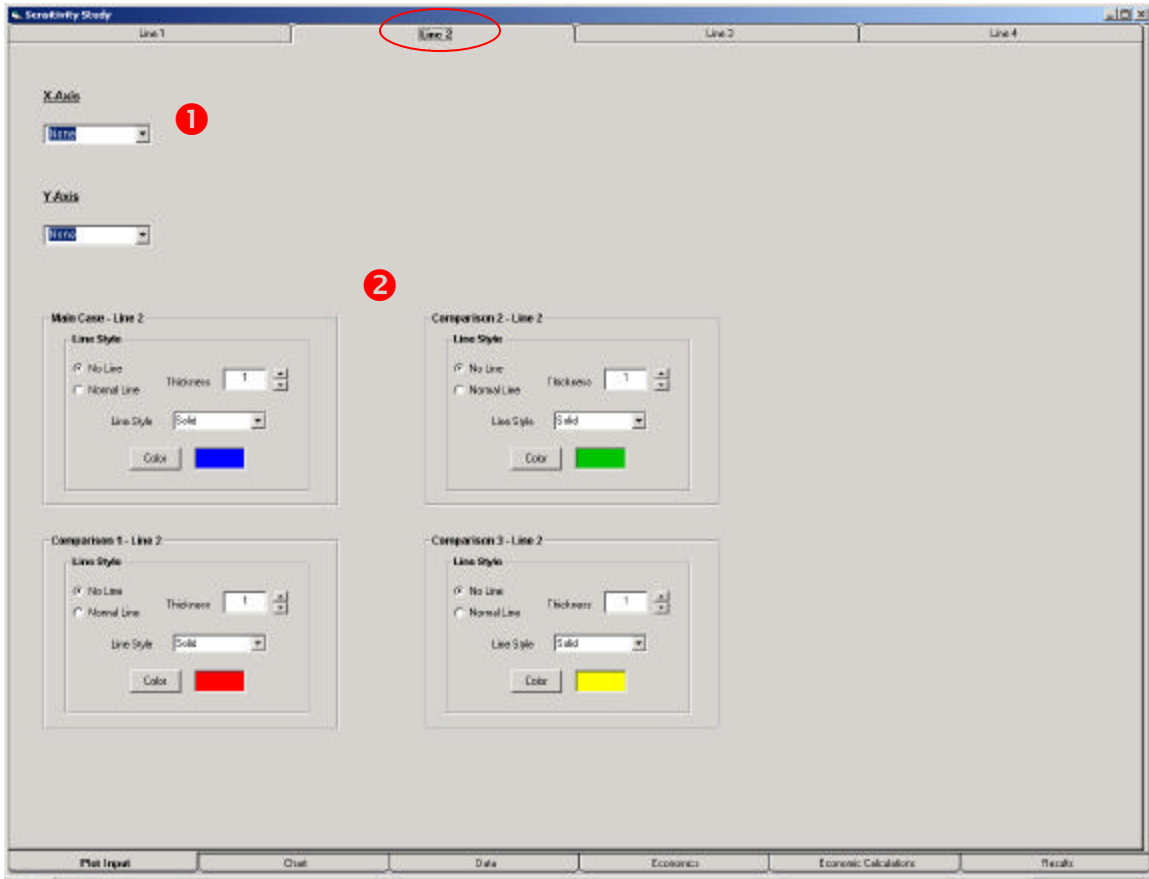 Sensitivity Study
Line 1 Line 2 Line 3 Line 4
X-Axis
1
None
Y-Axis
None
2
Main Case - Line 2
Line Style
No Line
Normal Line
Thickness 1
Line Style Solid
Color
Comparison 2 - Line 2
Line Style
No Line
Normal Line
Thickness 1
Line Style Solid
Color
Comparison 1 - Line 2
Line Style
No Line
Normal Line
Thickness 1
Line Style Solid
Color
Comparison 3 - Line 2
Line Style
No Line
Normal Line
Thickness 1
Line Style Solid
Color
Plot Input Chart Data Economics Economic Calculations Results